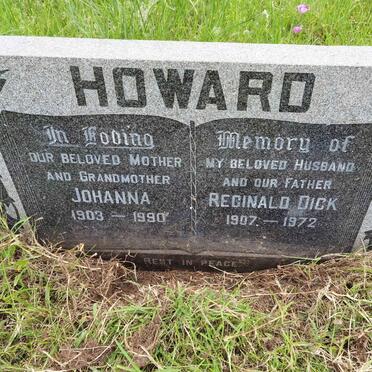 HOWARD
In Loving
OUR BELOVED MOTHER
AND GRANDMOTHER
JOHANNA
1903 — 1990
Memory of
MY BELOVED HUSBAND
AND OUR FATHER
REGINALD DICK
1907 — 1972
REST IN PEACE